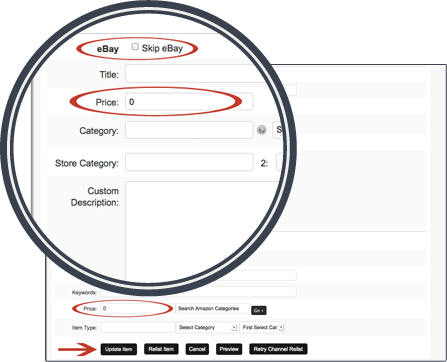 eBay Skip eBay
Title:
Price: 0
Category: S
Store Category: 2:
Custom
Description:
Keywords:
Price: 0 Search Amazon Categories Go ›
Item Type: Select Category First Select Cat
Update Item Relist Item Cancel Preview Retry Channel Relist